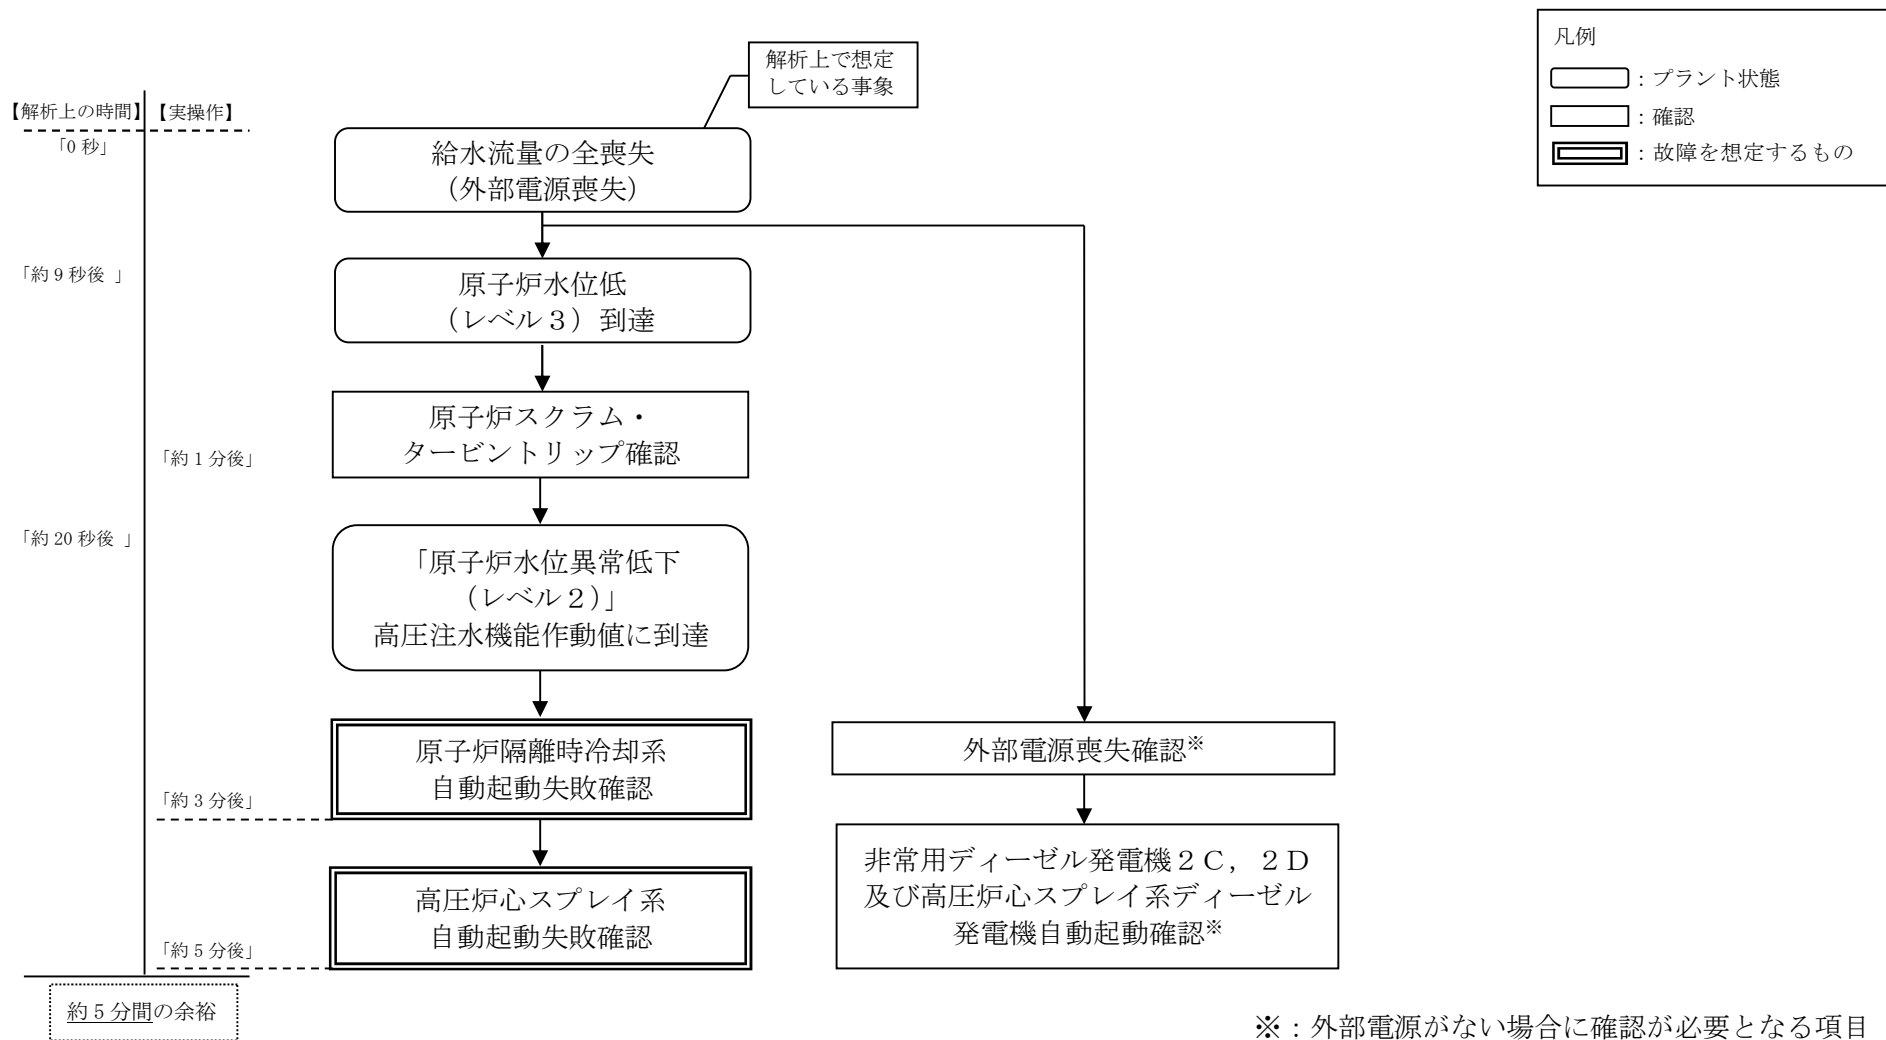 解析上で想定
している事象
凡例
：プラント状態
：確認
：故障を想定するもの
【解析上の時間】
【実操作】
「0 秒」
給水流量の全喪失
（外部電源喪失）
「約 9 秒後 」
原子炉水位低
（レベル３）到達
原子炉スクラム・
タービントリップ確認
「約 1 分後」
「約 20 秒後 」
「原子炉水位異常低下
（レベル２）」
高圧注水機能作動値に到達
原子炉隔離時冷却系
自動起動失敗確認
「約 3 分後」
外部電源喪失確認※
高圧炉心スプレイ系
自動起動失敗確認
「約 5 分後」
非常用ディーゼル発電機２Ｃ，２Ｄ
及び高圧炉心スプレイ系ディーゼル
発電機自動起動確認※
約 5 分間の余裕
※：外部電源がない場合に確認が必要となる項目